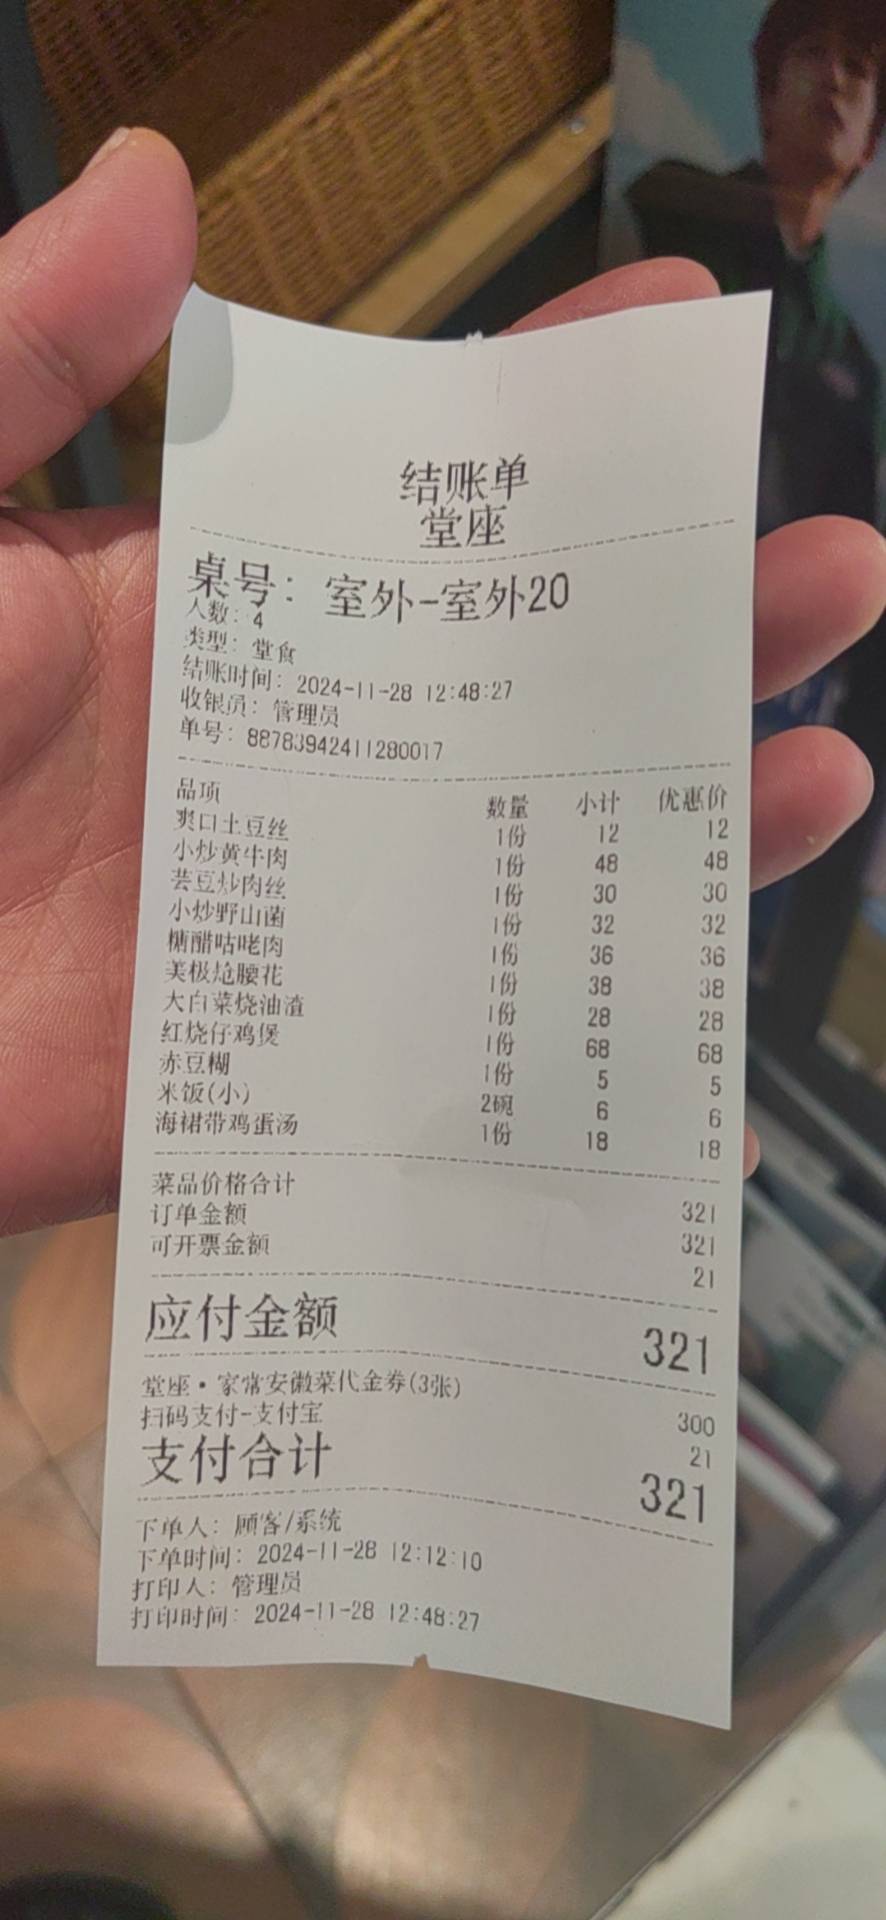 结账单
堂座
桌号：室外-室外20
人数：4
类型：堂食
结账时间：2024-11-28 12:48:27
收银员：管理员
单号：88783942411280017
品项 数量 小计 优惠价
爽口土豆丝 1份 12 12
小炒黄牛肉 1份 48 48
芸豆炒肉丝 1份 30 30
小炒野山菌 1份 32 32
糖醋咕咾肉 1份 36 36
美极炝腰花 1份 38 38
大白菜烧油渣 1份 28 28
红烧仔鸡煲 1份 68 68
赤豆糊 1份 5 5
米饭(小) 2碗 6 6
海裙带鸡蛋汤 1份 18 18
菜品价格合计 321
订单金额 321
可开票金额 21
应付金额 321
堂座·家常安徽菜代金券(3张) 300
扫码支付-支付宝 21
支付合计 321
下单人：顾客/系统
下单时间：2024-11-28 12:12:10
打印人：管理员
打印时间：2024-11-28 12:48:27